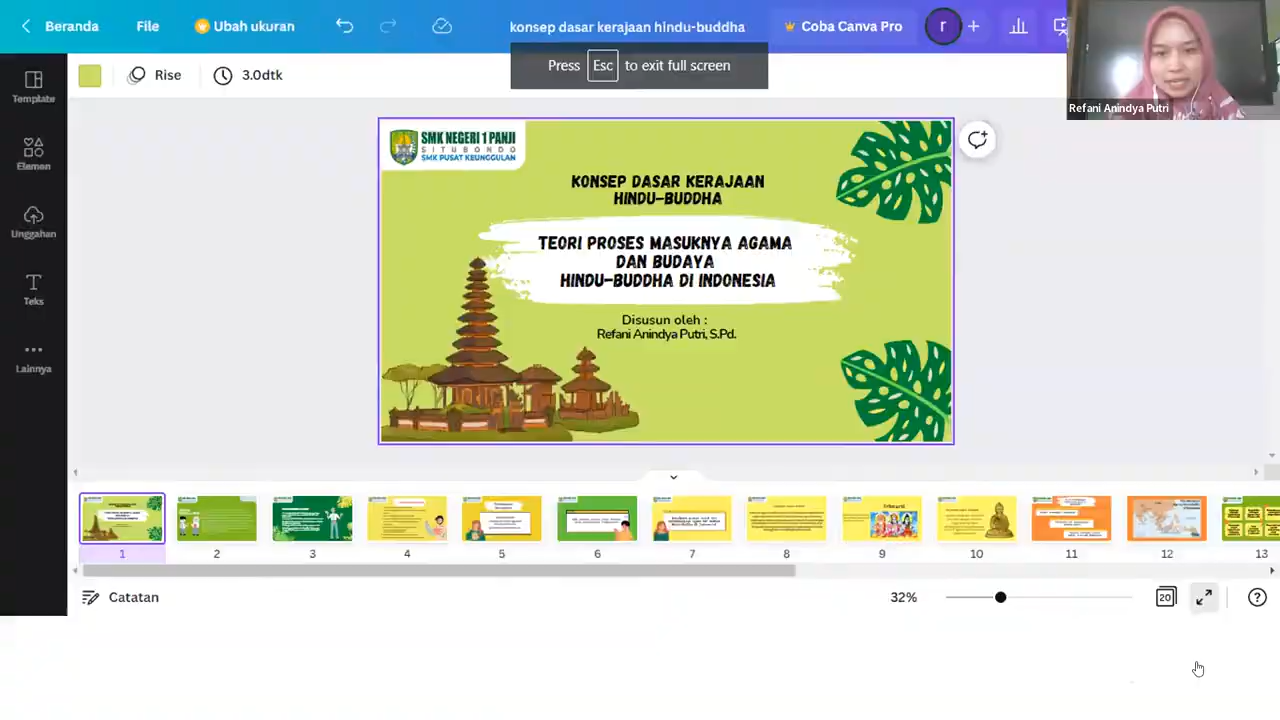 Beranda
File
Ubah ukuran
konsep dasar kerajaan hindu-buddha
Coba Canva Pro
r
Press Esc to exit full screen
Rise
3.0dtk
Template
Elemen
Unggahan
Teks
Lainnya
Refani Anindya Putri
SMK NEGERI 1 PANJI
SITUBONDO
SMK PUSAT KEUNGGULAN
KONSEP DASAR KERAJAAN
HINDU-BUDDHA
TEORI PROSES MASUKNYA AGAMA
DAN BUDAYA
HINDU-BUDDHA DI INDONESIA
Disusun oleh :
Refani Anindya Putri, S.Pd.
1
2
3
4
5
6
7
8
9
10
11
12
13
Catatan
32%
20
?